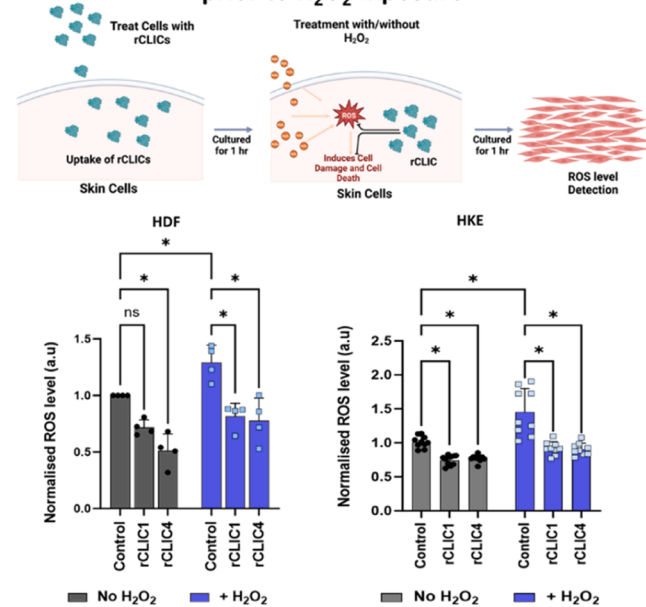 Treat Cells with
rCLICs
Uptake of rCLICs
Skin Cells
Cultured
for 1 hr
Treatment with/without
H₂O₂
ROS
Induces Cell
Damage and Cell
Death
rCLIC
Skin Cells
Cultured
for 1 hr
ROS level
Detection
HDF
*
*
*
ns
*
Normalised ROS level (a.u)
1.5
1.0
0.5
0.0
Control
rCLIC1
rCLIC4
Control
rCLIC1
rCLIC4
No H₂O₂
+ H₂O₂
HKE
*
*
*
*
*
Normalised ROS level (a.u)
2.5
2.0
1.5
1.0
0.5
0.0
Control
rCLIC1
rCLIC4
Control
rCLIC1
rCLIC4
No H₂O₂
+ H₂O₂